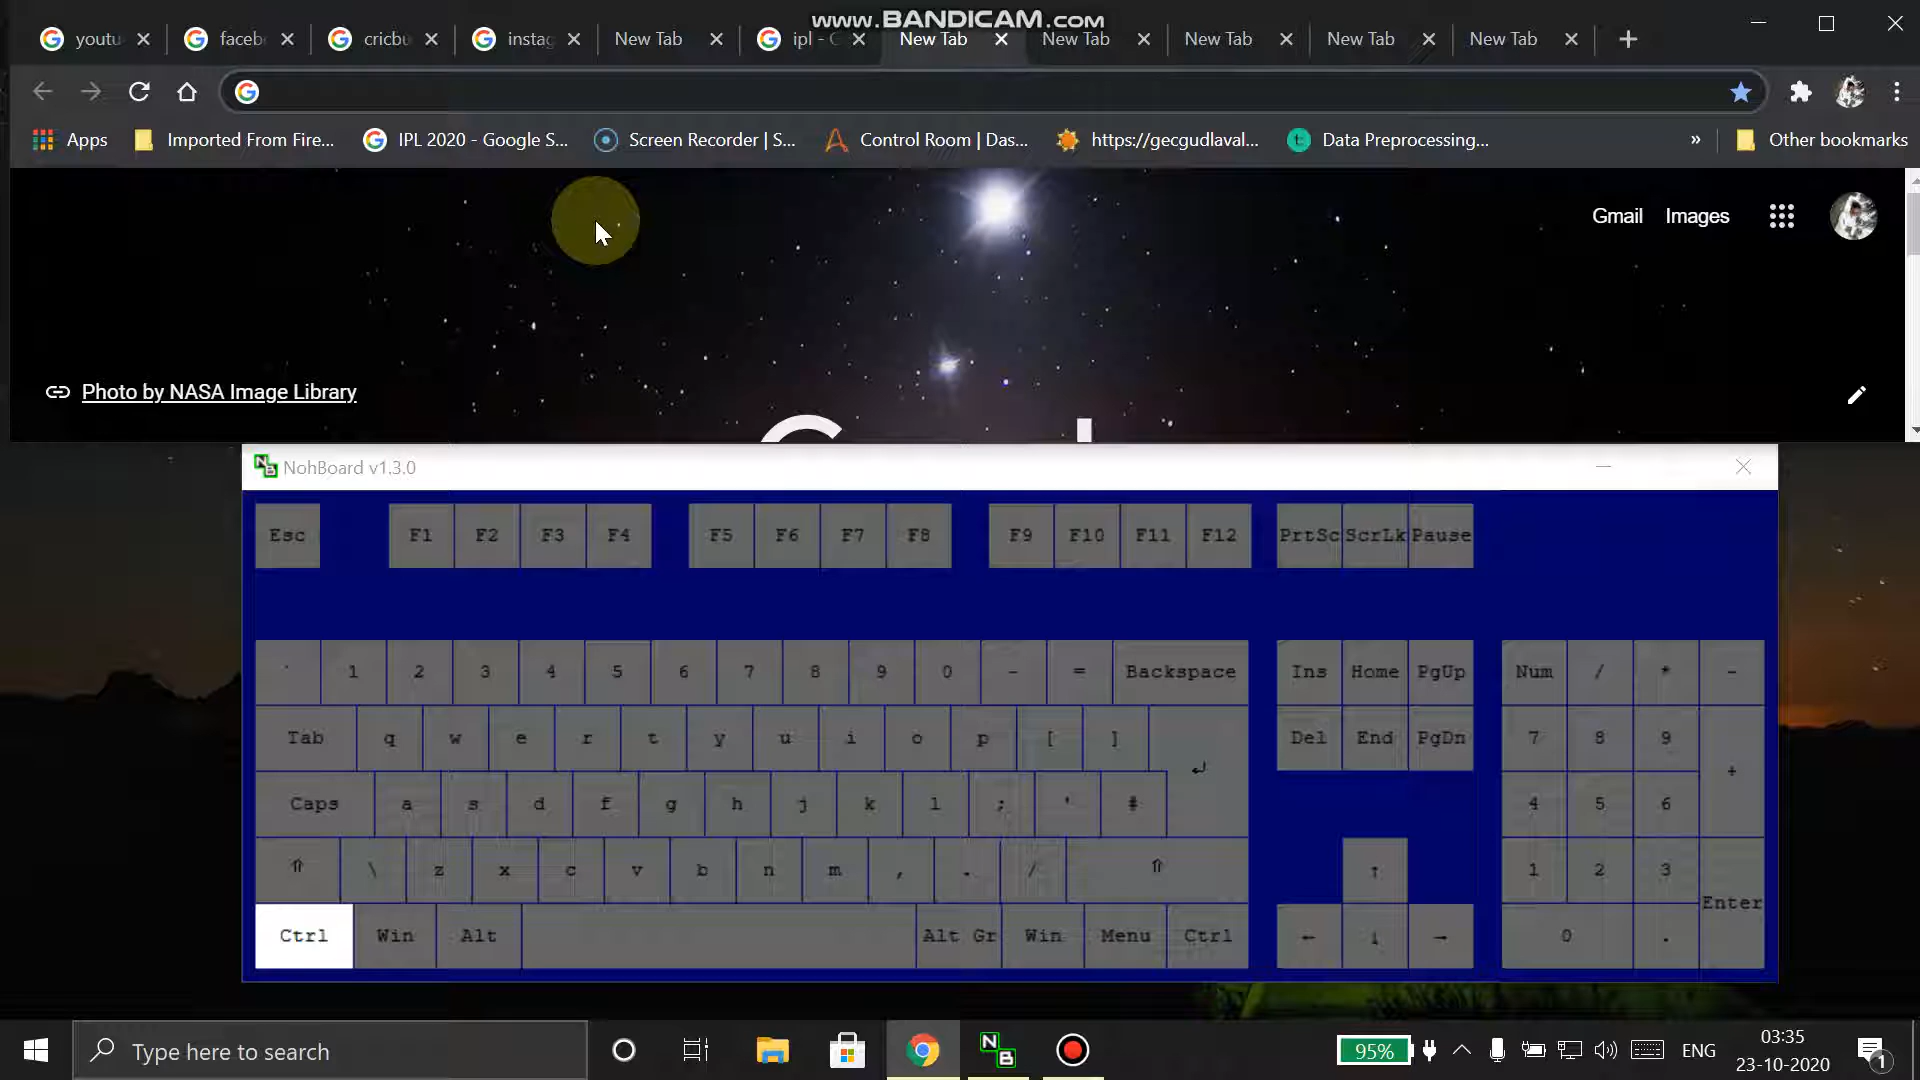 www.BANDICAM.com
youtu
faceb
cricbu
instag
New Tab
ipl - G
New Tab
New Tab
New Tab
New Tab
New Tab
Apps
Imported From Fire...
IPL 2020 - Google S...
Screen Recorder | S...
Control Room | Das...
https://gecgudlaval...
Data Preprocessing...
»
Other bookmarks
Gmail
Images
Photo by NASA Image Library
NohBoard v1.3.0
Esc F1 F2 F3 F4 F5 F6 F7 F8 F9 F10 F11 F12 PrtSc ScrLk Pause
` 1 2 3 4 5 6 7 8 9 0 - = Backspace Ins Home PgUp Num / * -
Tab q w e r t y u i o p [ ] ↵ Del End PgDn 7 8 9 +
Caps a s d f g h j k l ; ' # 4 5 6
⇧ \ z x c v b n m , . / ⇧ ↑ 1 2 3 Enter
Ctrl Win Alt Alt Gr Win Menu Ctrl ← ↓ → 0 .
Type here to search
95%
ENG
03:35
23-10-2020
1